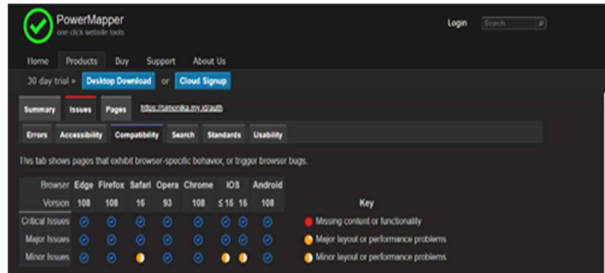 PowerMapper
one click website tools
Login Search
Home Products Buy Support About Us
30 day trial » Desktop Download or Cloud Signup
Summary Issues Pages https://simonika.my.id/auth
Errors Accessibility Compatibility Search Standards Usability
This tab shows pages that exhibit browser-specific behavior, or trigger browser bugs.
Browser Edge Firefox Safari Opera Chrome iOS Android
Version 108 108 16 93 108 ≤ 16 16 108 Key
Critical Issues Missing content or functionality
Major Issues Major layout or performance problems
Minor Issues Minor layout or performance problems